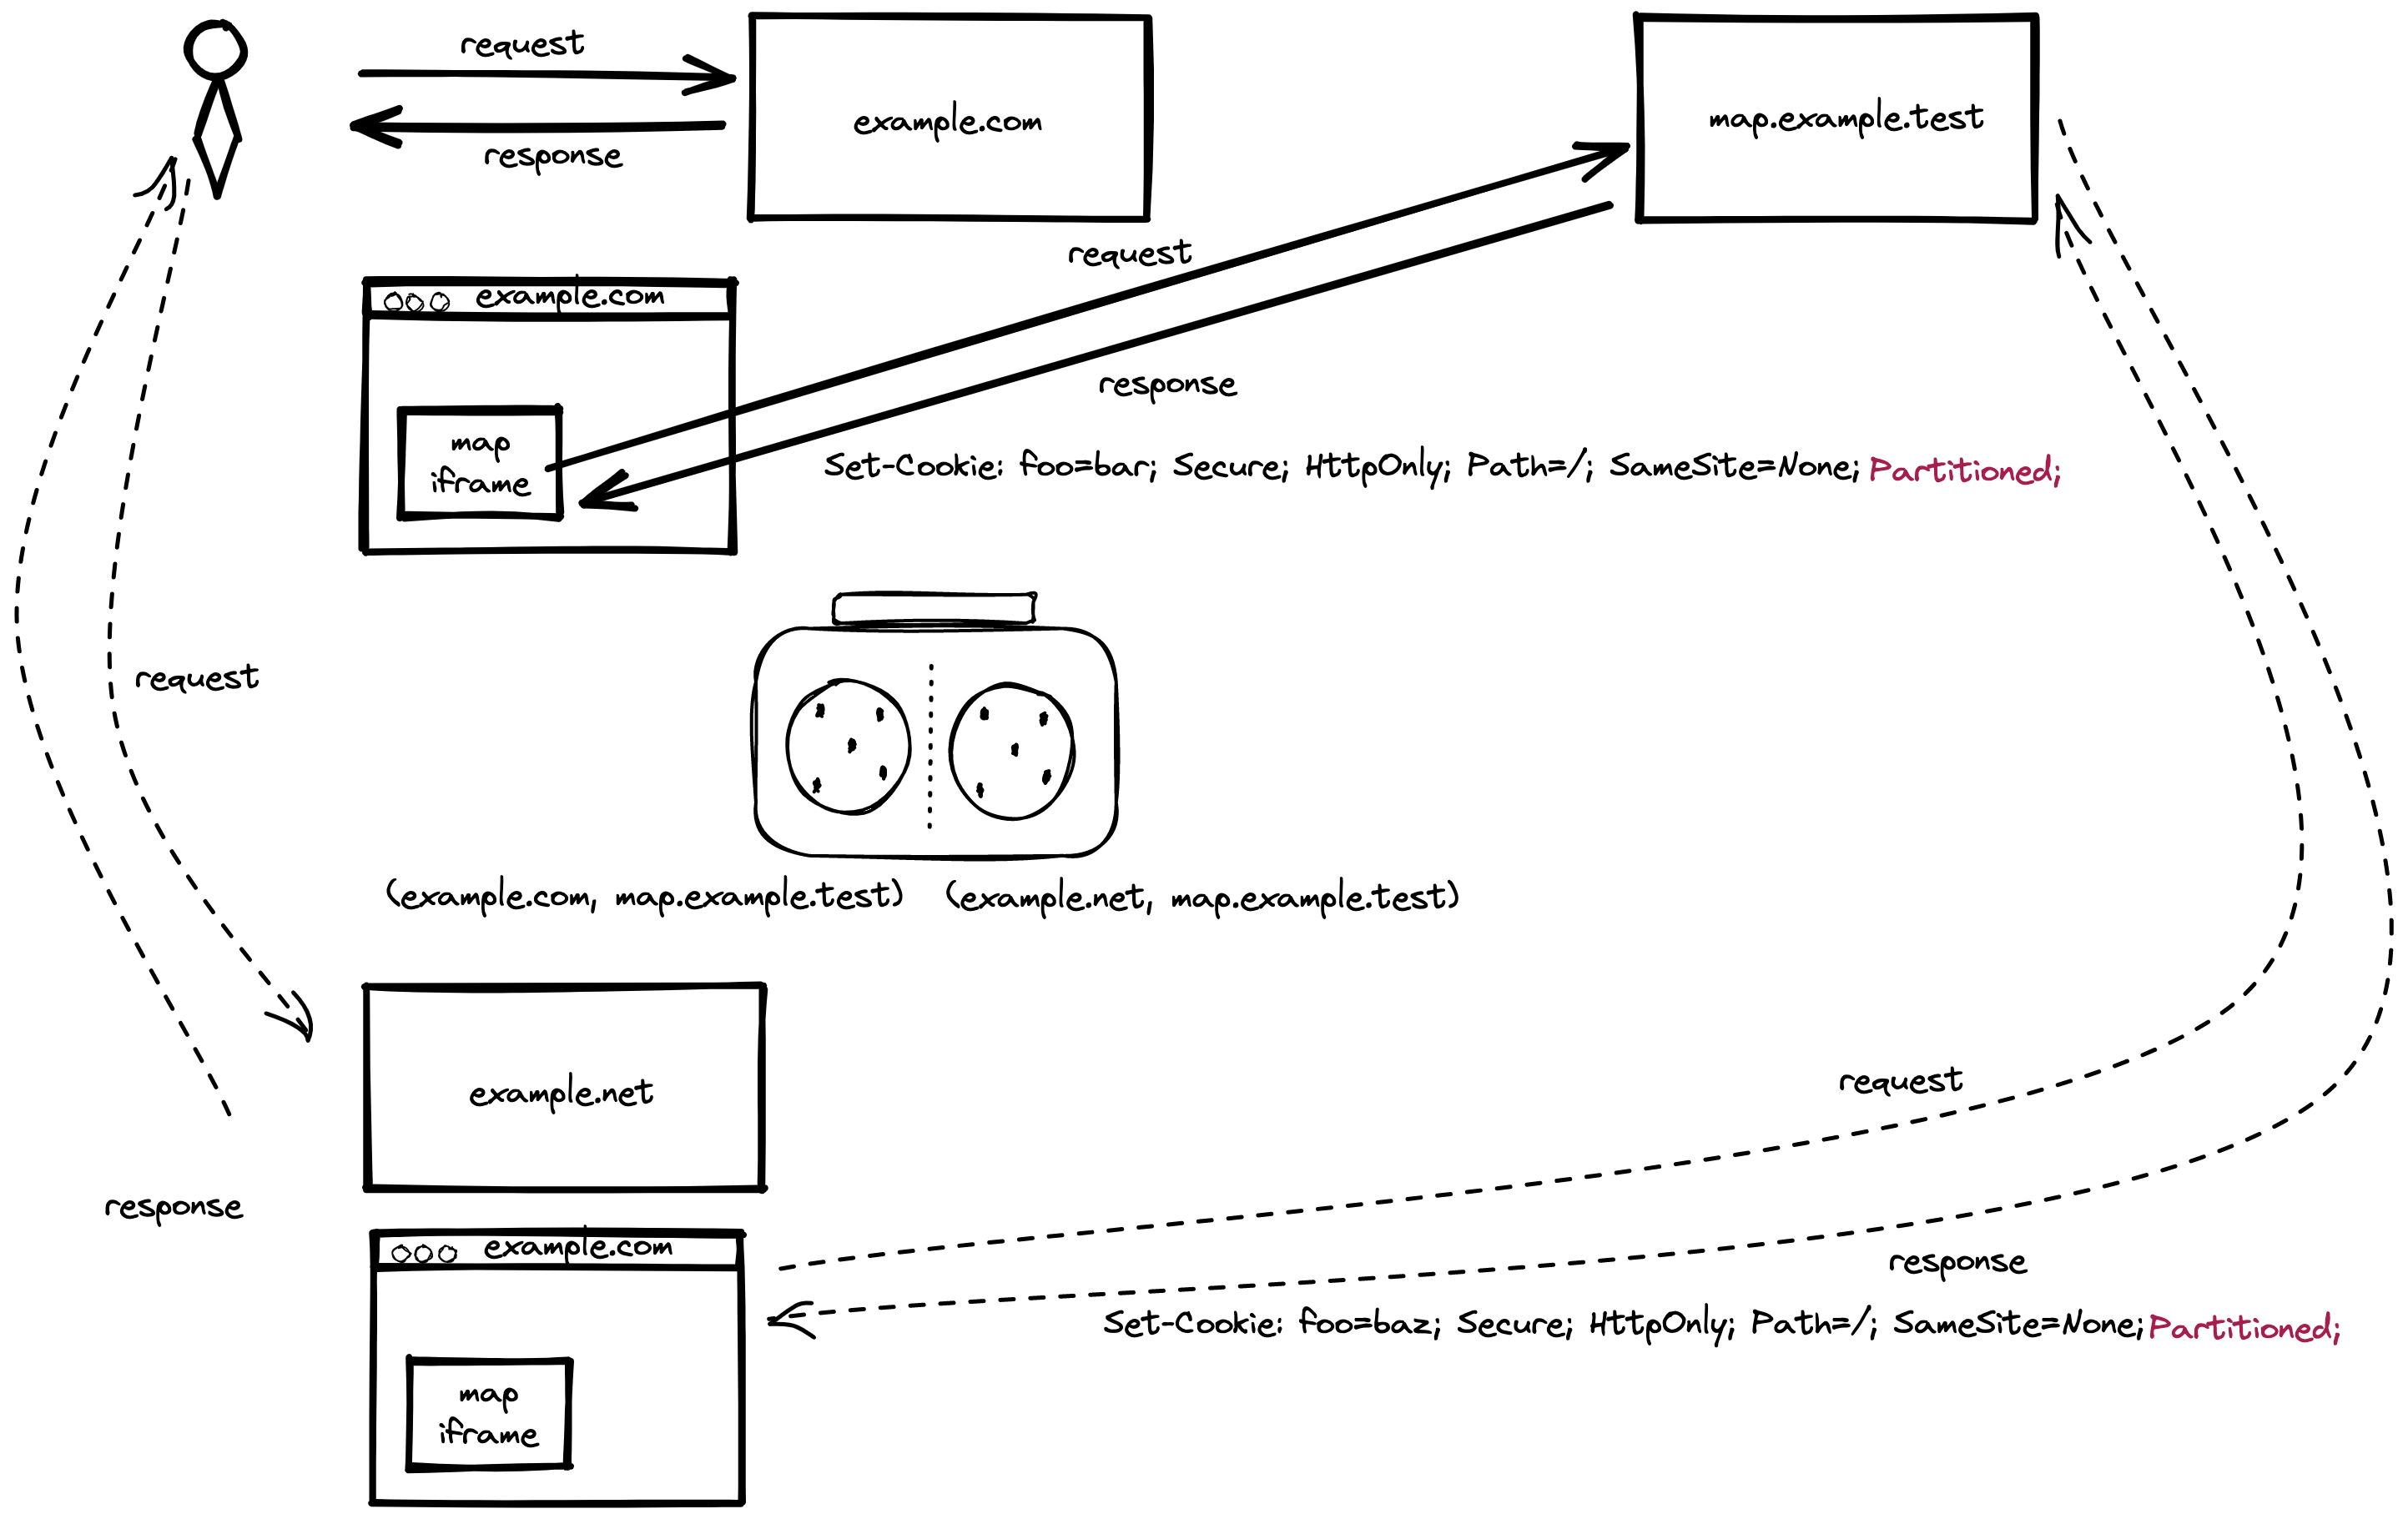 request
response
example.com
map.example.test
request
response
example.com
map
iframe
Set-Cookie: foo=bar; Secure; HttpOnly; Path=/; SameSite=None; Partitioned;
request
(example.com, map.example.test)
(example.net, map.example.test)
example.net
request
response
response
example.com
Set-Cookie: foo=baz; Secure; HttpOnly; Path=/; SameSite=None; Partitioned;
map
iframe